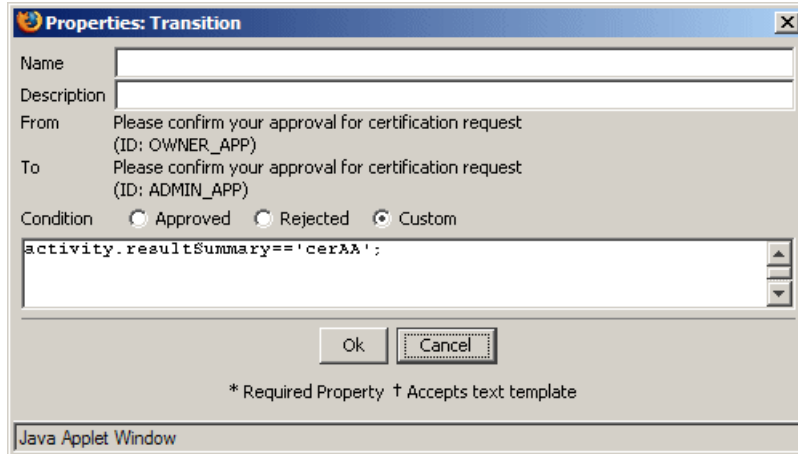 Properties: Transition
Name
Description
From Please confirm your approval for certification request
(ID: OWNER_APP)
To Please confirm your approval for certification request
(ID: ADMIN_APP)
Condition Approved Rejected Custom
activity.resultSummary=='cerAA';
Ok Cancel
* Required Property † Accepts text template
Java Applet Window